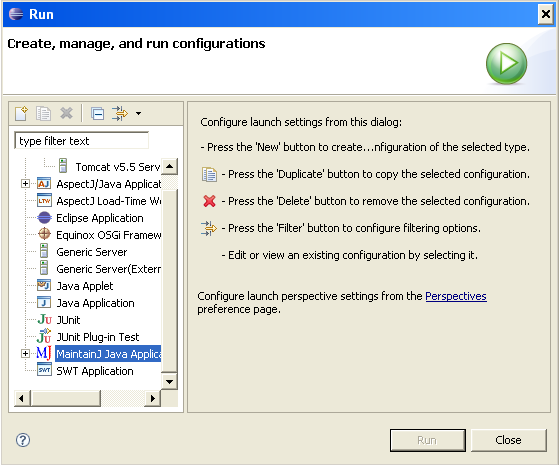 Run
Create, manage, and run configurations
type filter text
Tomcat v5.5 Serv
AspectJ/Java Applicat
AspectJ Load-Time We
Eclipse Application
Equinox OSGi Framew
Generic Server
Generic Server(Extern
Java Applet
Java Application
JUnit
JUnit Plug-in Test
MaintainJ Java Applica
SWT Application
Configure launch settings from this dialog:
- Press the 'New' button to create...nfiguration of the selected type.
- Press the 'Duplicate' button to copy the selected configuration.
- Press the 'Delete' button to remove the selected configuration.
- Press the 'Filter' button to configure filtering options.
- Edit or view an existing configuration by selecting it.
Configure launch perspective settings from the Perspectives
preference page.
Run
Close